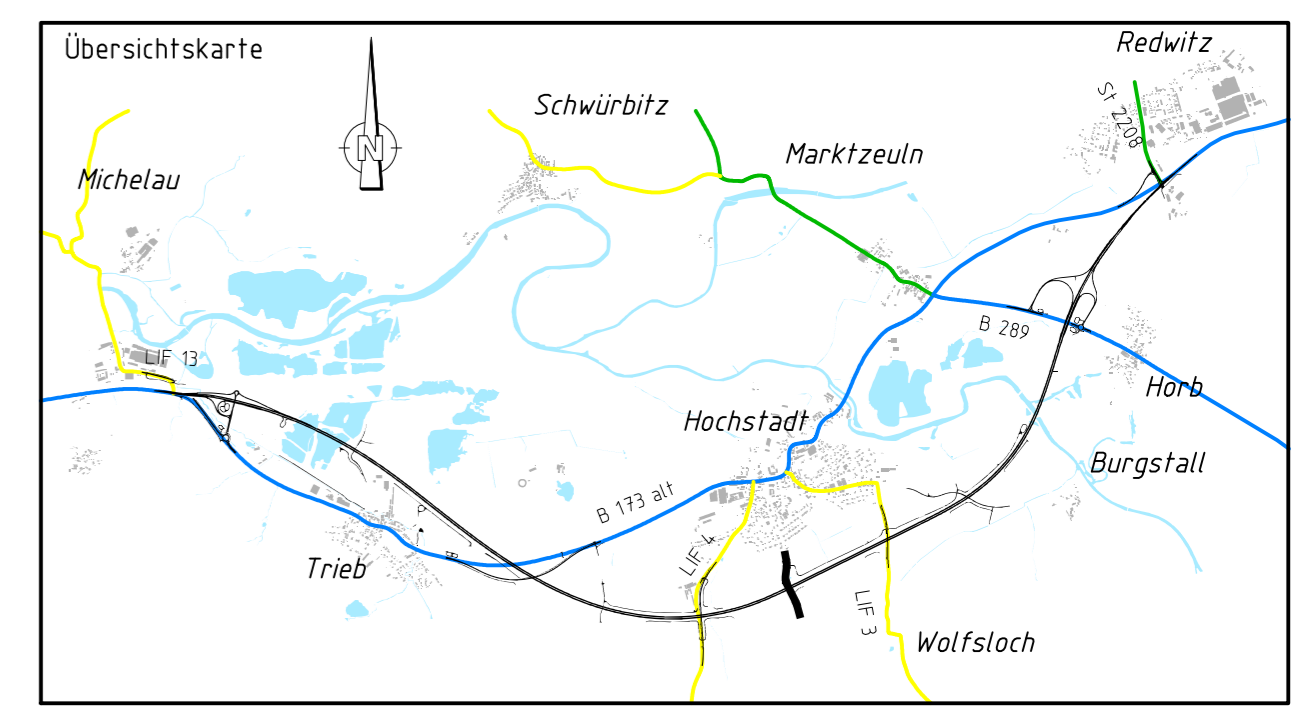 Übersichtskarte
Redwitz
Schwürbitz
St 2208
Marktzeuln
N
Michelau
B 289
LIF 13
Horb
Hochstadt
Burgstall
B 173 alt
LIF 4
Trieb
LIF 3
Wolfsloch